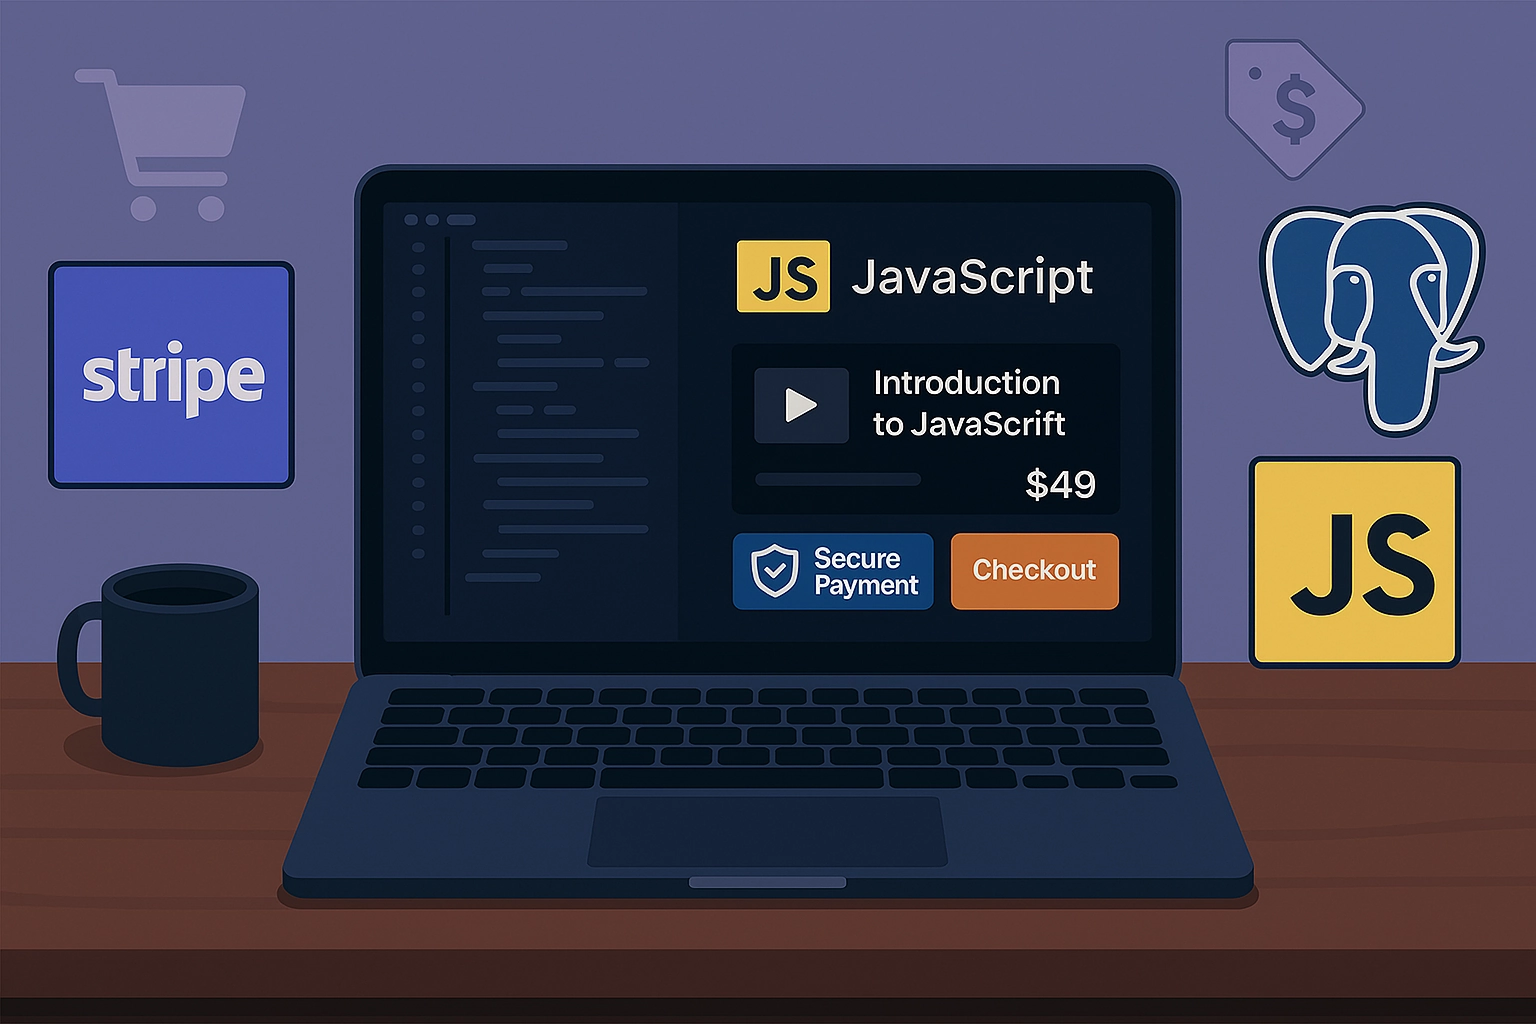 $
stripe
JS JavaScript
Introduction
to JavaScrift
$49
Secure
Payment
Checkout
JS